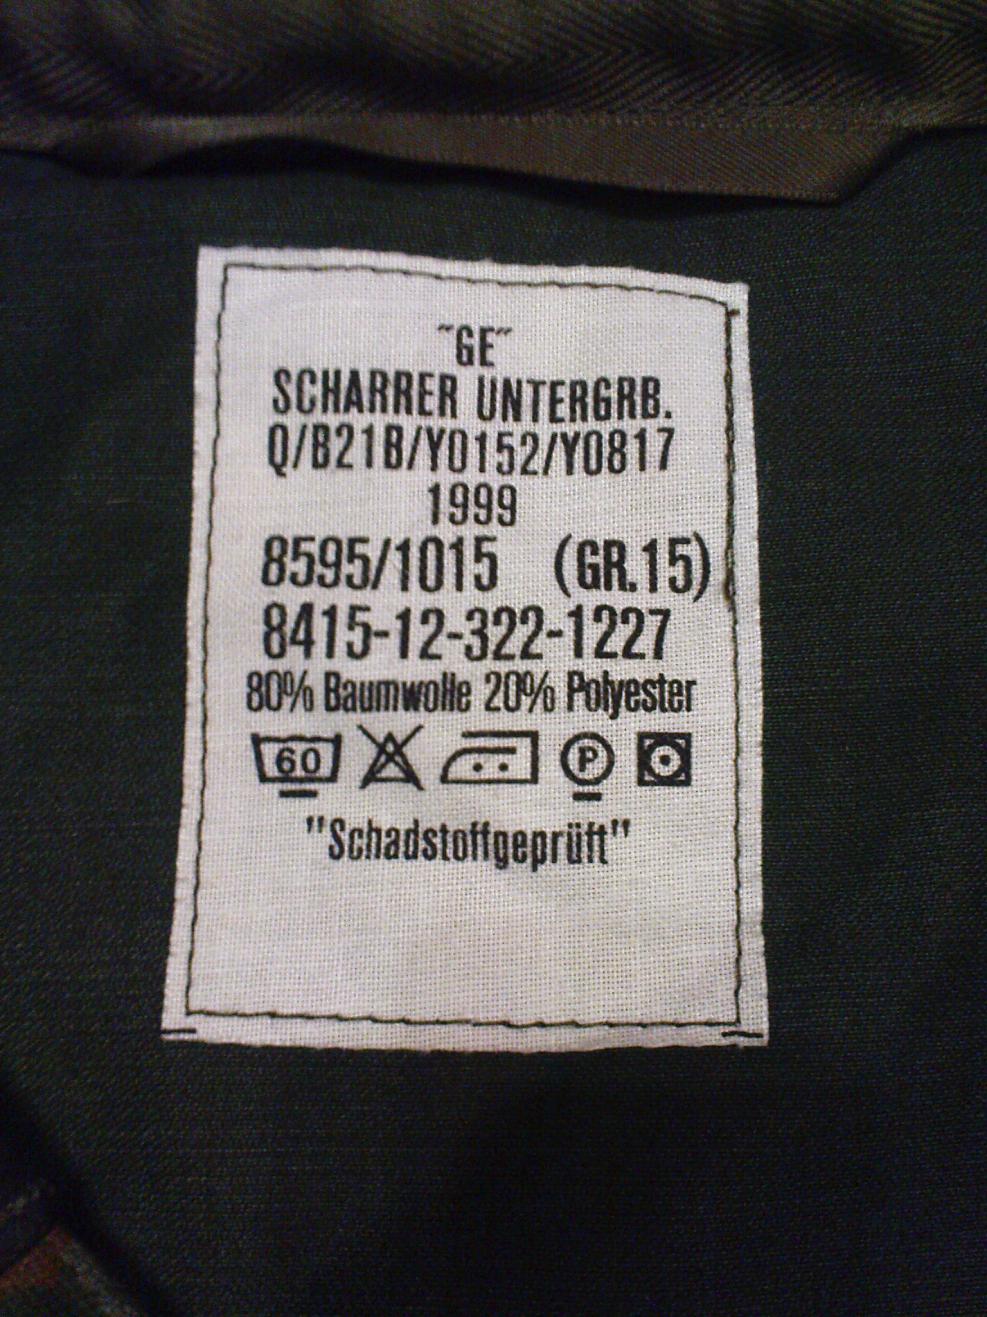 "GE"
SCHARRER UNTERGRB.
Q/B21B/Y0152/Y0817
1999
8595/1015 (GR.15)
8415-12-322-1227
80% Baumwolle 20% Polyester
60 P
"Schadstoffgeprüft"